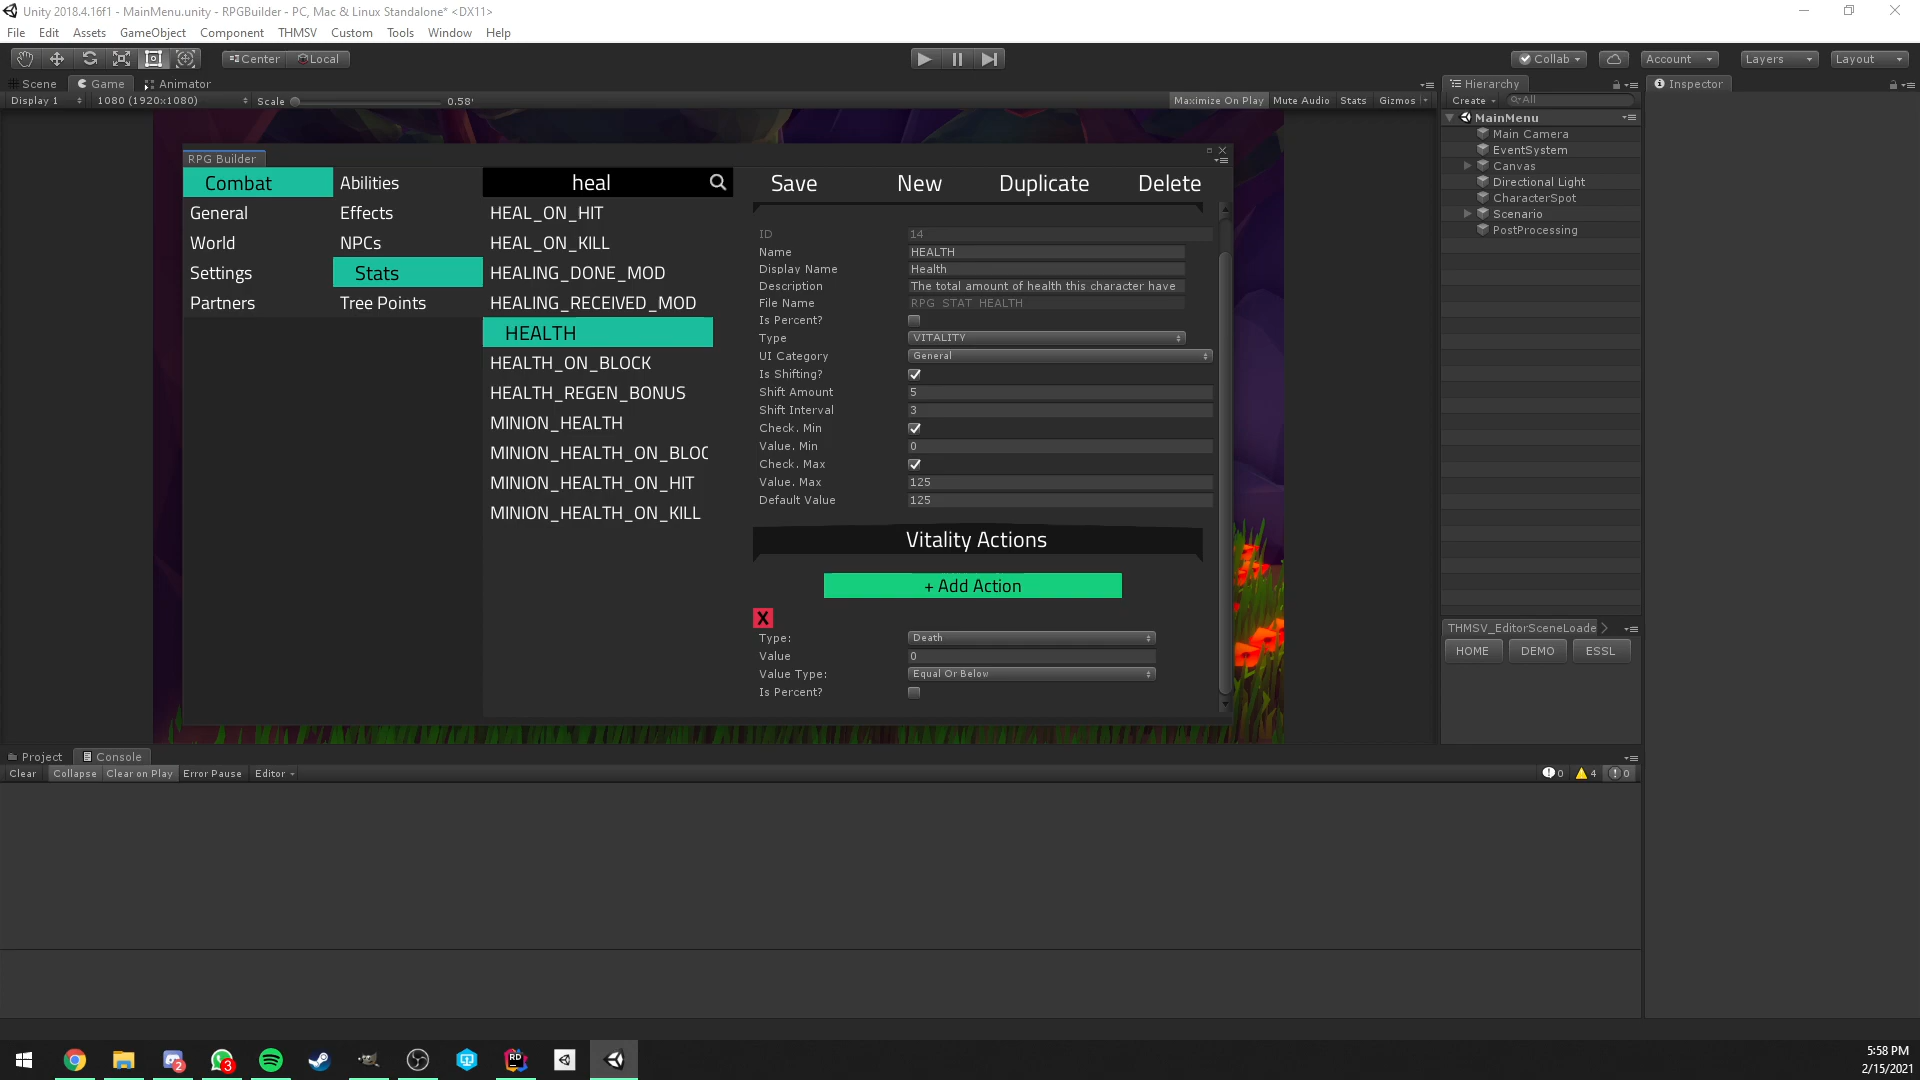 Unity 2018.4.16f1 - MainMenu.unity - RPGBuilder - PC, Mac & Linux Standalone* <DX11>
File Edit Assets GameObject Component THMSV Custom Tools Window Help
Center Local Collab Account Layers Layout
Scene Game Animator
Display 1 1080 (1920x1080) Scale 0.58' Maximize On Play Mute Audio Stats Gizmos
Hierarchy
Create All
MainMenu
Main Camera
EventSystem
Canvas
Directional Light
CharacterSpot
Scenario
PostProcessing
Inspector
RPG Builder
Combat
General
World
Settings
Partners
Abilities
Effects
NPCs
Stats
Tree Points
heal
HEAL_ON_HIT
HEAL_ON_KILL
HEALING_DONE_MOD
HEALING_RECEIVED_MOD
HEALTH
HEALTH_ON_BLOCK
HEALTH_REGEN_BONUS
MINION_HEALTH
MINION_HEALTH_ON_BLOC
MINION_HEALTH_ON_HIT
MINION_HEALTH_ON_KILL
Save New Duplicate Delete
ID 14
Name HEALTH
Display Name Health
Description The total amount of health this character have
File Name RPG_STAT_HEALTH
Is Percent?
Type VITALITY
UI Category General
Is Shifting?
Shift Amount 5
Shift Interval 3
Check. Min
Value. Min 0
Check. Max
Value. Max 125
Default Value 125
Vitality Actions
+ Add Action
X
Type: Death
Value 0
Value Type: Equal Or Below
Is Percent?
THMSV_EditorSceneLoade
HOME DEMO ESSL
Project Console
Clear Collapse Clear on Play Error Pause Editor 0 4 0
2 3 RD
5:58 PM
2/15/2021